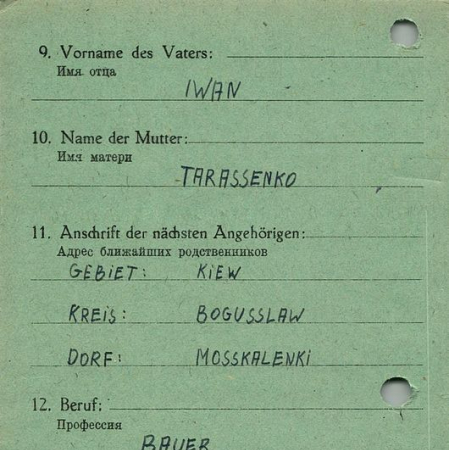 9. Vorname des Vaters:
Имя отца
IWAN
10. Name der Mutter:
Имя матери
TARASSENKO
11. Anschrift der nächsten Angehörigen:
Адрес ближайших родственников
GEBIET: KIEW
KREIS: BOGUSSLAW
DORF: MOSSKALENKI
12. Beruf:
Профессия
BAUER